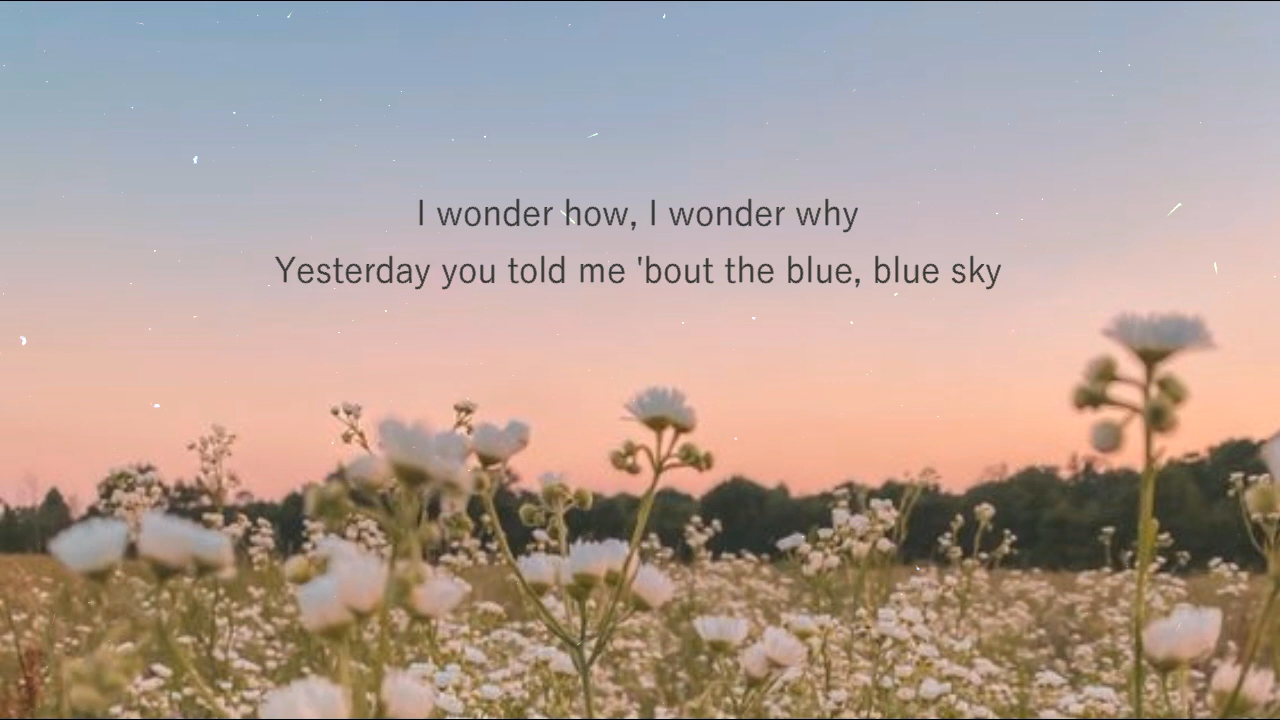 I wonder how, I wonder why
Yesterday you told me 'bout the blue, blue sky